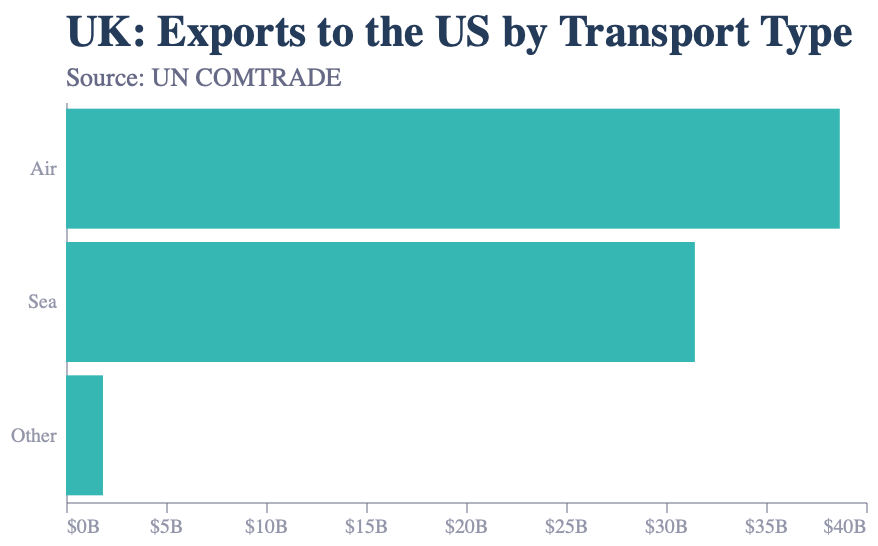 UK: Exports to the US by Transport Type
Source: UN COMTRADE
Air
Sea
Other
$0B $5B $10B $15B $20B $25B $30B $35B $40B